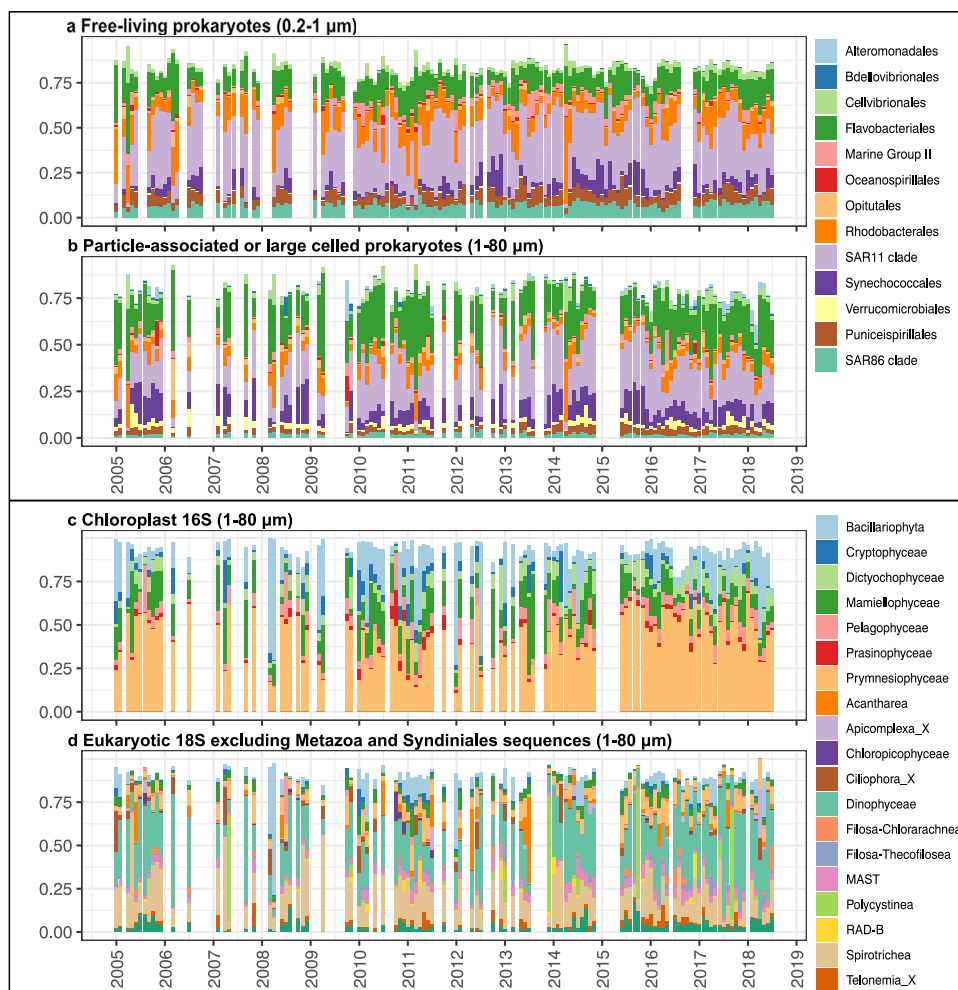 a Free-living prokaryotes (0.2-1 µm)
0.75
0.50
0.25
0.00
Alteromonadales
Bdellovibrionales
Cellvibrionales
Flavobacteriales
Marine Group II
Oceanospirillales
Opitutales
Rhodobacterales
SAR11 clade
Synechococcales
Verrucomicrobiales
Puniceispirillales
SAR86 clade
b Particle-associated or large celled prokaryotes (1-80 µm)
0.75
0.50
0.25
0.00
2005
2006
2007
2008
2009
2010
2011
2012
2013
2014
2015
2016
2017
2018
2019
c Chloroplast 16S (1-80 µm)
0.75
0.50
0.25
0.00
Bacillariophyta
Cryptophyceae
Dictyochophyceae
Mamiellophyceae
Pelagophyceae
Prasinophyceae
Prymnesiophyceae
Acantharea
Apicomplexa_X
Chloropicophyceae
Ciliophora_X
Dinophyceae
Filosa-Chlorarachnea
Filosa-Thecofilosea
MAST
Polycystinea
RAD-B
Spirotrichea
Telonemia_X
d Eukaryotic 18S excluding Metazoa and Syndiniales sequences (1-80 µm)
0.75
0.50
0.25
0.00
2005
2006
2007
2008
2009
2010
2011
2012
2013
2014
2015
2016
2017
2018
2019